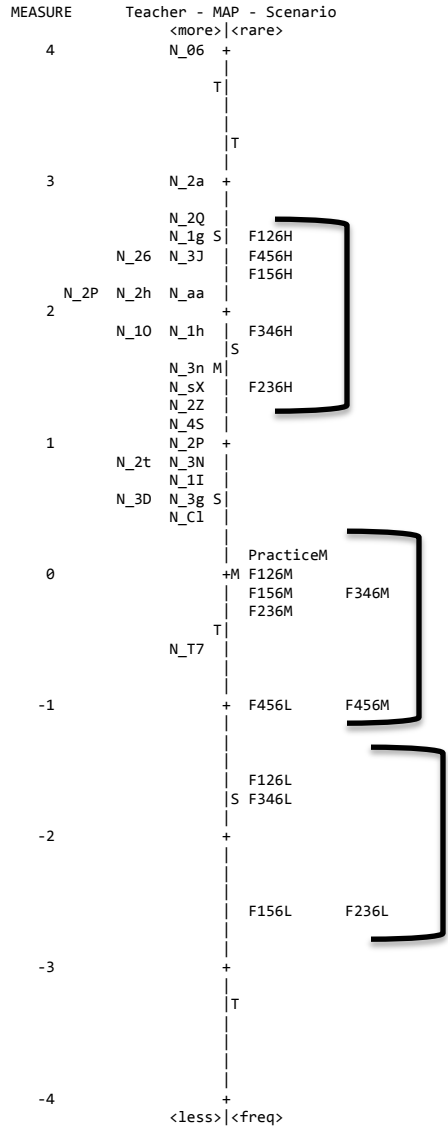 MEASURE Teacher - MAP - Scenario
<more>|<rare>
4 N_06 +
|
T|
|
|
|
|T
|
3 N_2a +
|
N_2Q |
N_1g S| F126H
N_26 N_3J | F456H
| F156H
N_2P N_2h N_aa |
2 +
N_1O N_1h | F346H
|S
N_3n M|
N_sX | F236H
N_2Z |
N_4S |
1 N_2P +
N_2t N_3N |
N_1I |
N_3D N_3g S|
N_Cl |
|
|
| PracticeM
0 +M F126M
| F156M F346M
| F236M
T|
N_T7 |
|
|
|
-1 + F456L F456M
|
|
|
|
| F126L
|S F346L
|
-2 +
|
|
|
|
| F156L F236L
|
|
-3 +
|
|T
|
|
|
|
|
-4 +
<less>|<freq>